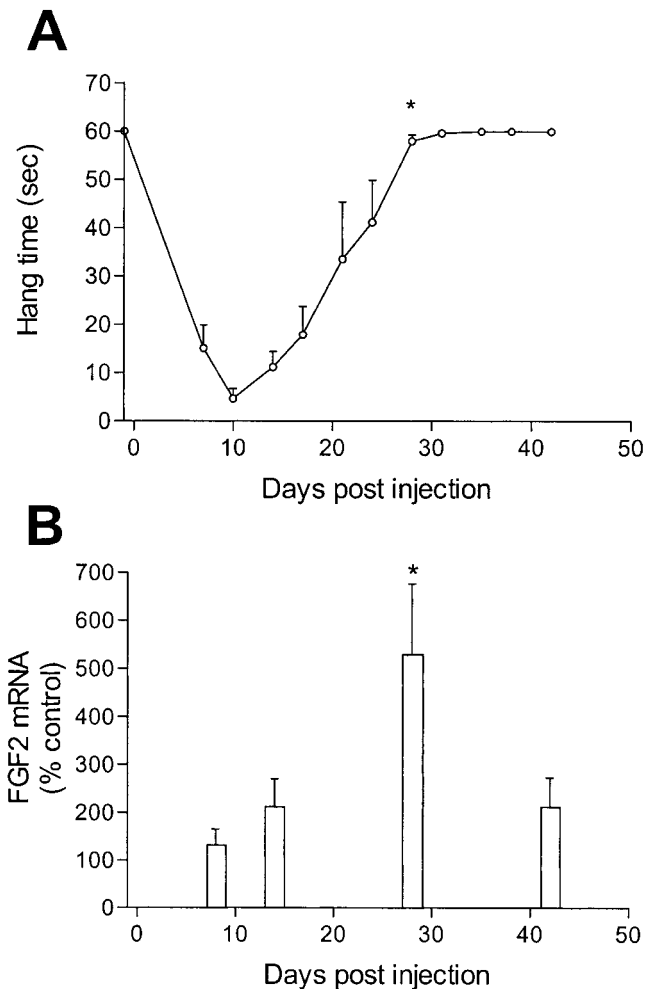 A
70
60
50
40
30
20
10
0
Hang time (sec)
*
0 10 20 30 40 50
Days post injection
B
700
600
500
400
300
200
100
0
FGF2 mRNA
(% control)
*
0 10 20 30 40 50
Days post injection